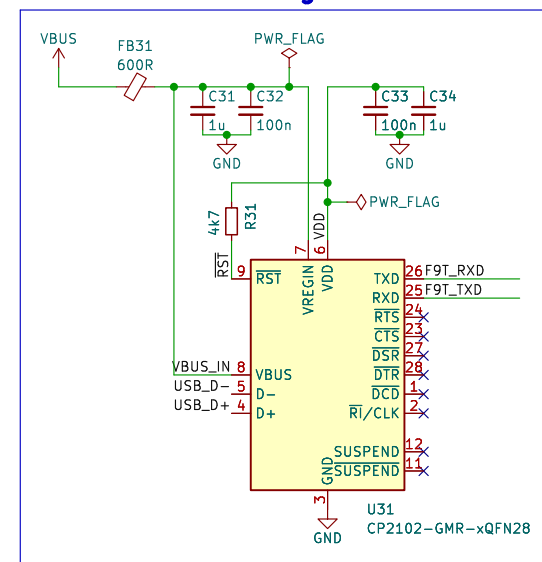 VBUS
FB31
600R
PWR_FLAG
C31
1u
C32
100n
GND
C33
100n
C34
1u
GND
4k7
R31
PWR_FLAG
VDD
RST
7
6
9
RST
VREGIN
VDD
TXD
26
F9T_RXD
RXD
25
F9T_TXD
RTS
24
CTS
23
DSR
27
DTR
28
DCD
1
RI/CLK
2
VBUS_IN
8
VBUS
USB_D-
5
D-
USB_D+
4
D+
SUSPEND
12
SUSPEND
11
GND
3
GND
U31
CP2102-GMR-xQFN28